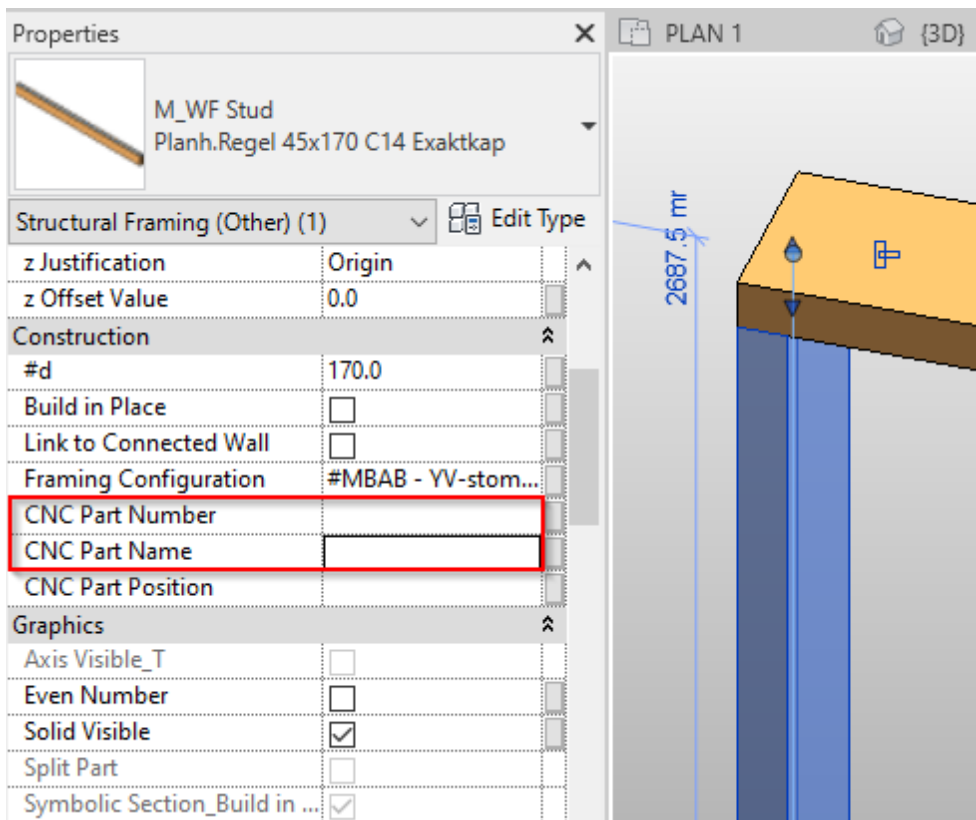 Properties
M_WF Stud
Planh.Regel 45x170 C14 Exaktkap
Structural Framing (Other) (1)
Edit Type
z Justification Origin
z Offset Value 0.0
Construction
#d 170.0
Build in Place
Link to Connected Wall
Framing Configuration #MBAB - YV-stom...
CNC Part Number
CNC Part Name
CNC Part Position
Graphics
Axis Visible_T
Even Number
Solid Visible
Split Part
Symbolic Section_Build in ...
PLAN 1
{3D}
2687.5 mr